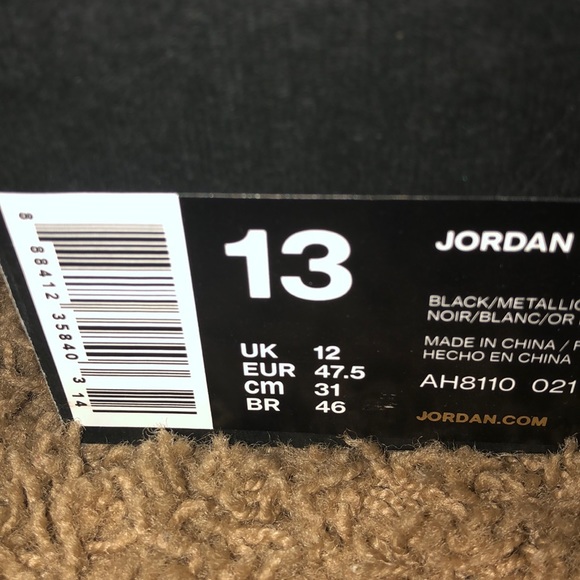 8 88412 35840 3 14
13
UK 12
EUR 47.5
cm 31
BR 46
JORDAN
BLACK/METALLIC
NOIR/BLANC/OR
MADE IN CHINA /
HECHO EN CHINA
AH8110 021
JORDAN.COM